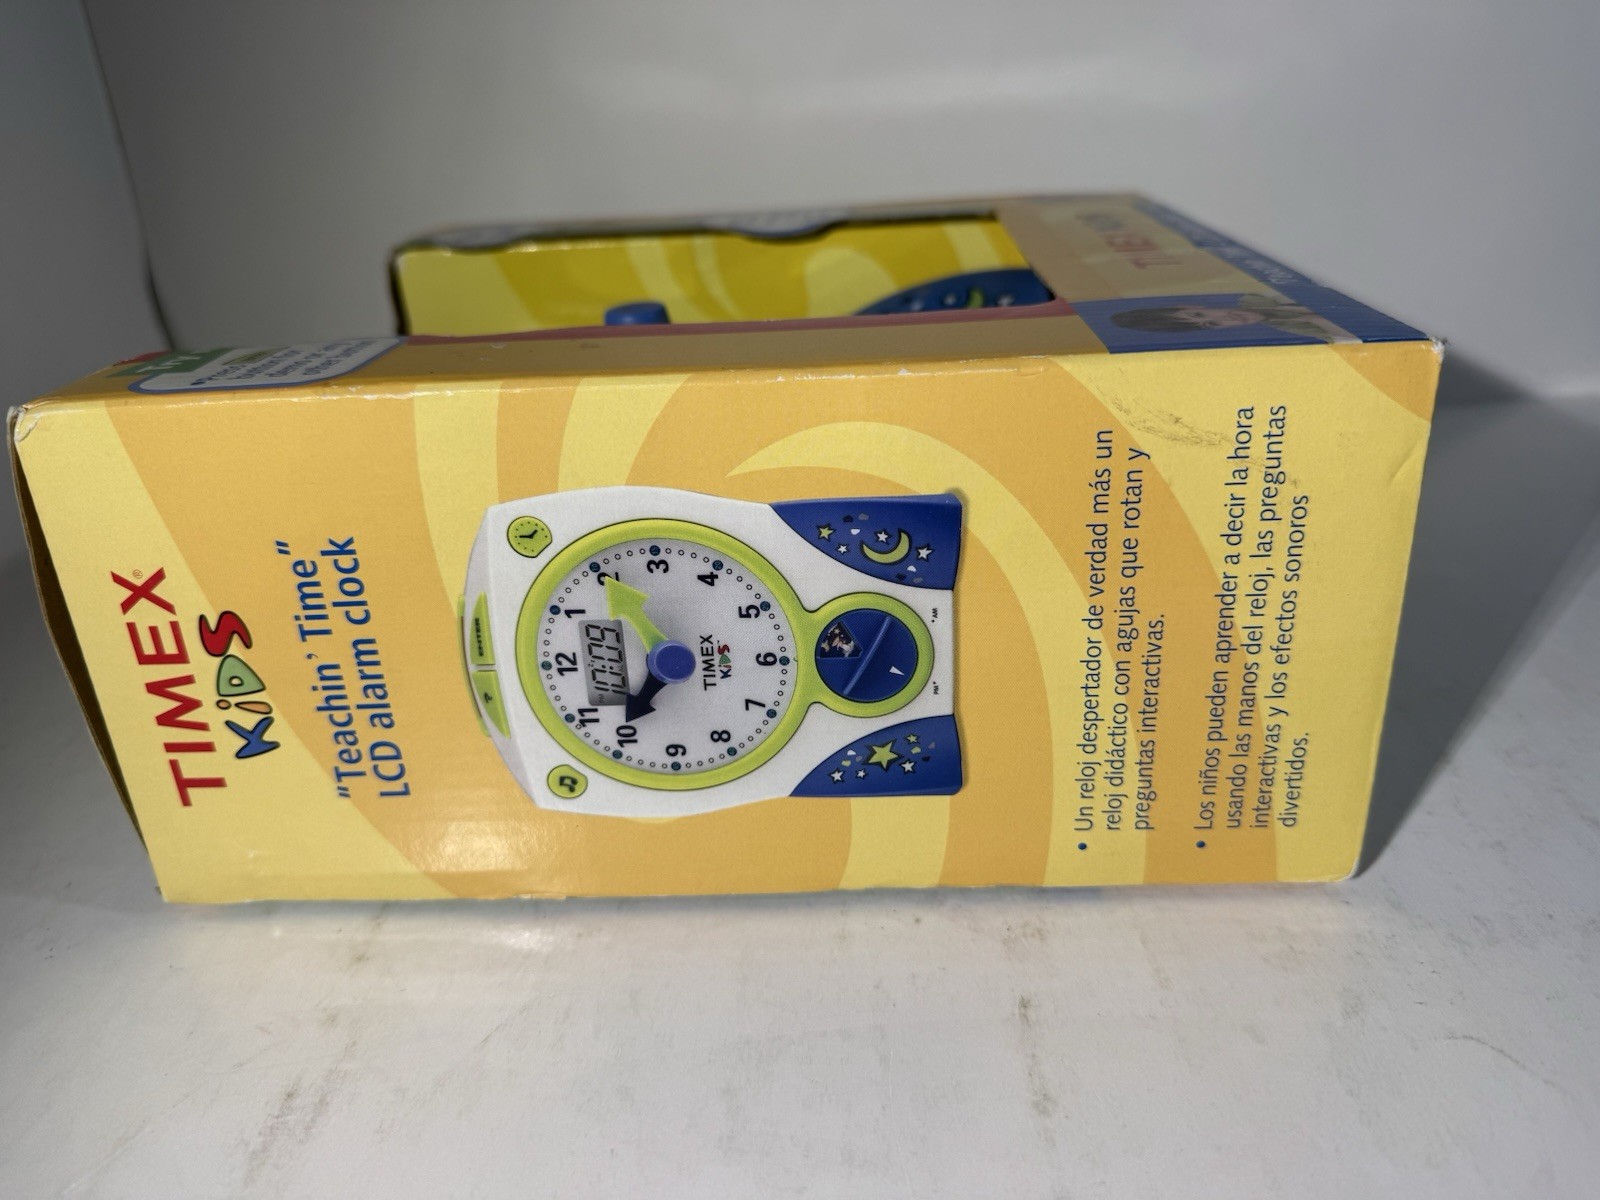 TIMEX®
KiDS
"Teachin' Time"
LCD alarm clock
?
ENTER
12
1
2
3
4
5
6
7
8
9
10
11
10:09
TIMEX
KiDS
PM
AM
• Un reloj despertador de verdad más un
reloj didáctico con agujas que rotan y
preguntas interactivas.
• Los niños pueden aprender a decir la hora
usando las manos del reloj, las preguntas
interactivas y los efectos sonoros
divertidos.